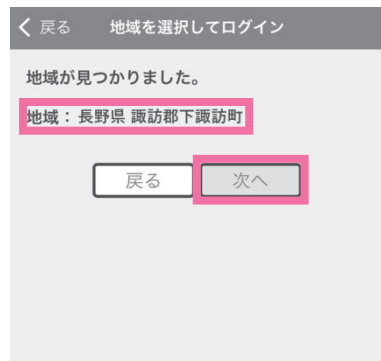 戻る 地域を選択してログイン
地域が見つかりました。
地域： 長野県 諏訪郡下諏訪町
戻る 次へ